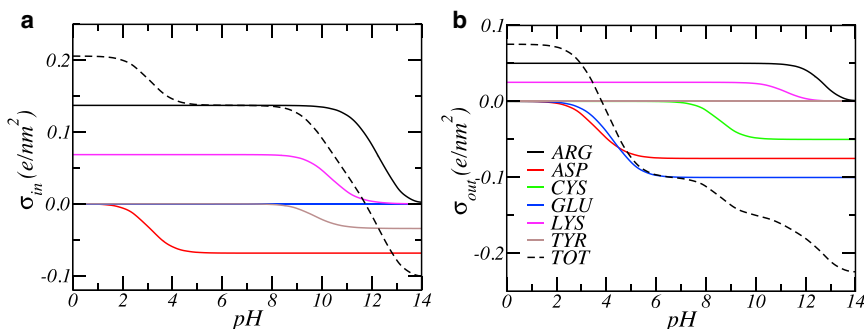 a
b
0.2
0.1
0.0
-0.1
σ_in (e/nm²)
0 2 4 6 8 10 12 14
pH
0.1
0.0
-0.1
-0.2
σ_out (e/nm²)
ARG
ASP
CYS
GLU
LYS
TYR
TOT
0 2 4 6 8 10 12 14
pH